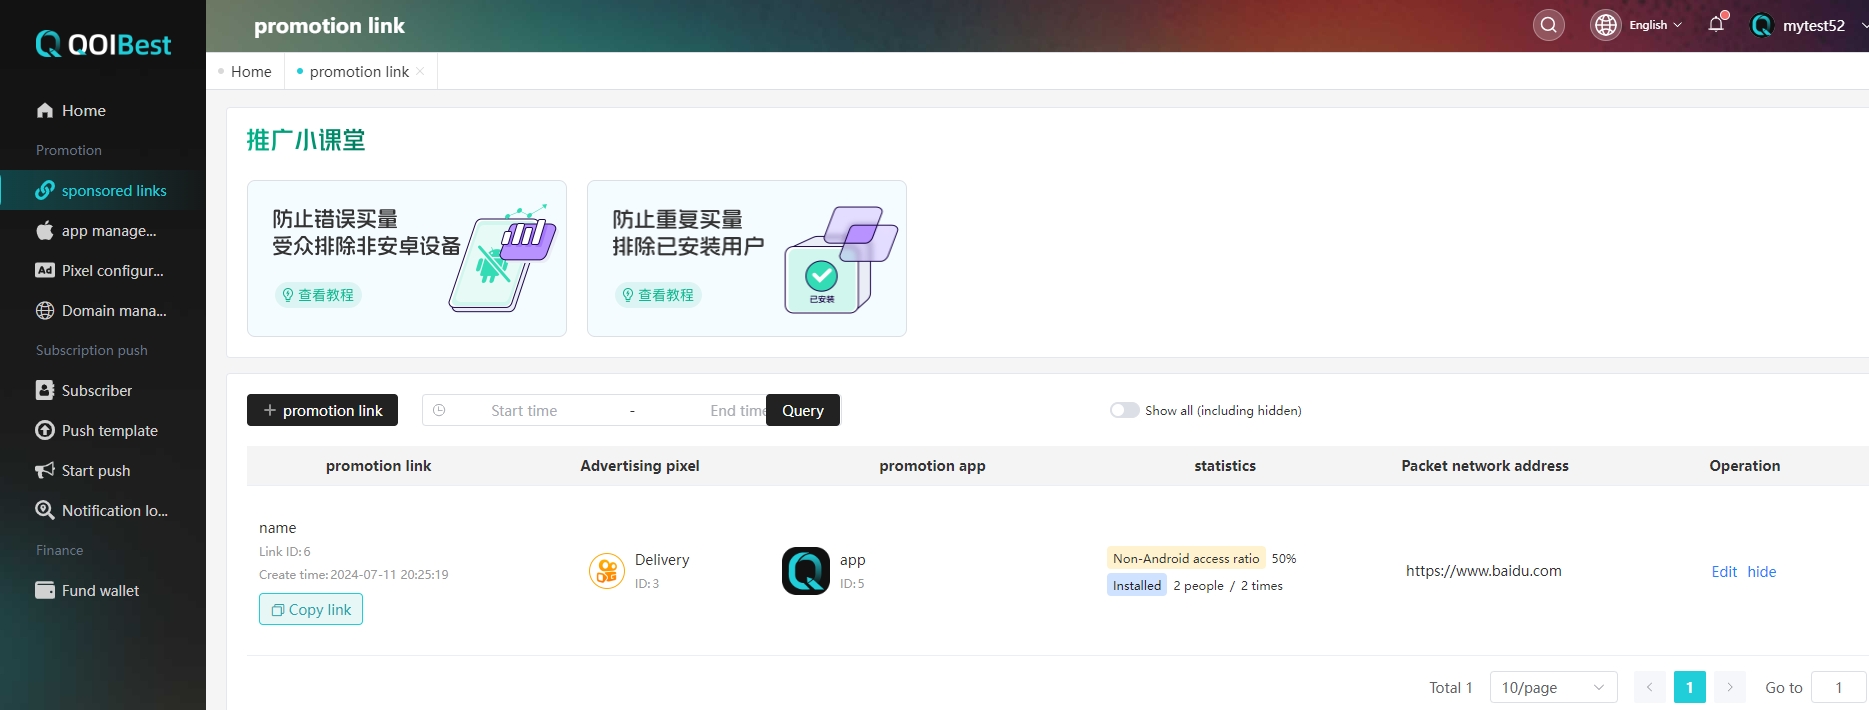 QOIBest
promotion link
English
mytest52
Home
promotion link
Home
Promotion
sponsored links
app manage...
Pixel configur...
Domain mana...
Subscription push
Subscriber
Push template
Start push
Notification lo...
Finance
Fund wallet
推广小课堂
防止错误买量
受众排除非安卓设备
查看教程
防止重复买量
排除已安装用户
查看教程
已安装
promotion link
Start time - End time
Query
Show all (including hidden)
promotion link Advertising pixel promotion app statistics Packet network address Operation
name
Link ID: 6
Create time: 2024-07-11 20:25:19
Copy link
Delivery
ID: 3
app
ID: 5
Non-Android access ratio 50%
Installed 2 people / 2 times
https://www.baidu.com
Edit hide
Total 1 10/page 1 Go to 1